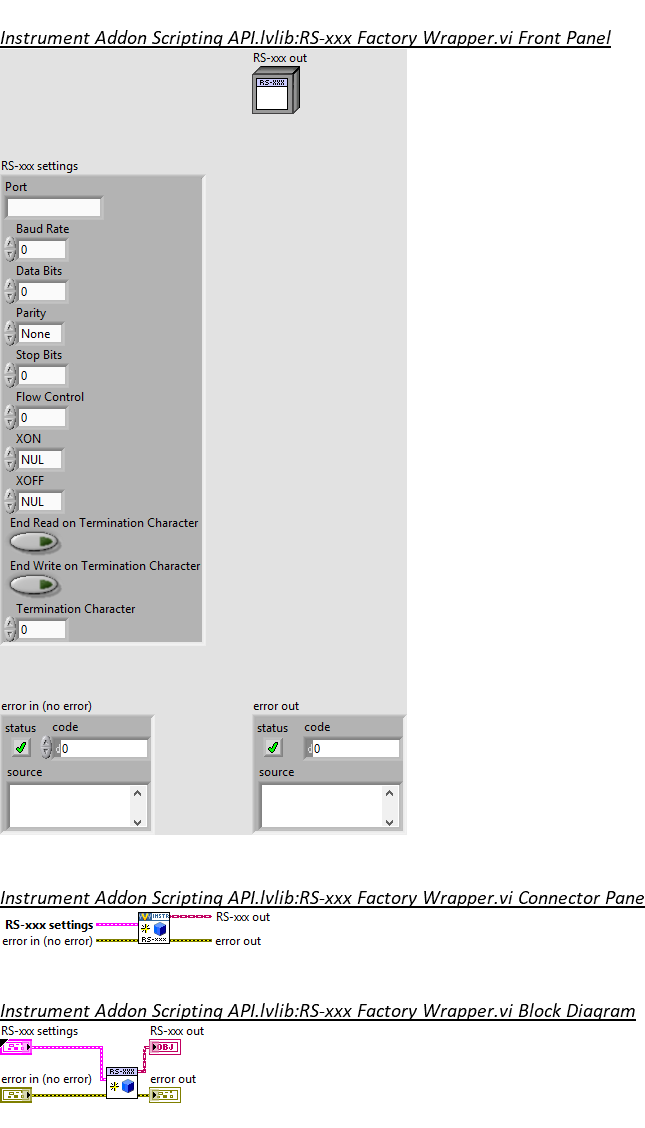 Instrument Addon Scripting API.lvlib:RS-xxx Factory Wrapper.vi Front Panel
RS-xxx out
RS-XXX
RS-xxx settings
Port
Baud Rate
0
Data Bits
0
Parity
None
Stop Bits
0
Flow Control
0
XON
NUL
XOFF
NUL
End Read on Termination Character
End Write on Termination Character
Termination Character
0
error in (no error)
status code
d0
source
error out
status code
d0
source
Instrument Addon Scripting API.lvlib:RS-xxx Factory Wrapper.vi Connector Pane
RS-xxx settings
error in (no error)
INSTR
RS-XXX
RS-xxx out
error out
Instrument Addon Scripting API.lvlib:RS-xxx Factory Wrapper.vi Block Diagram
RS-xxx settings
RS-xxx out
OBJ
RS-XXX
error in (no error)
error out